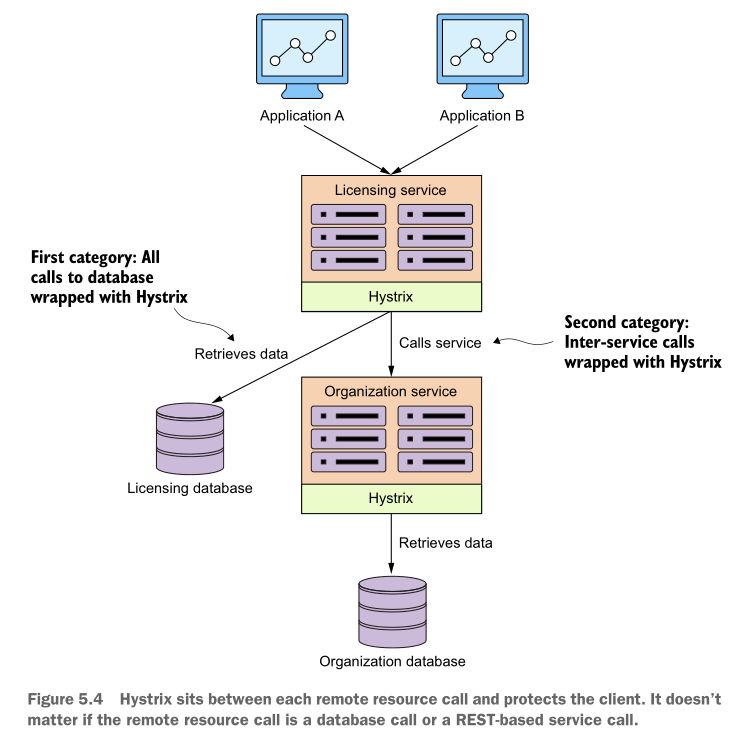 Application A
Application B
Licensing service
Hystrix
First category: All
calls to database
wrapped with Hystrix
Retrieves data
Calls service
Second category:
Inter-service calls
wrapped with Hystrix
Licensing database
Organization service
Hystrix
Retrieves data
Organization database
Figure 5.4 Hystrix sits between each remote resource call and protects the client. It doesn’t
matter if the remote resource call is a database call or a REST-based service call.